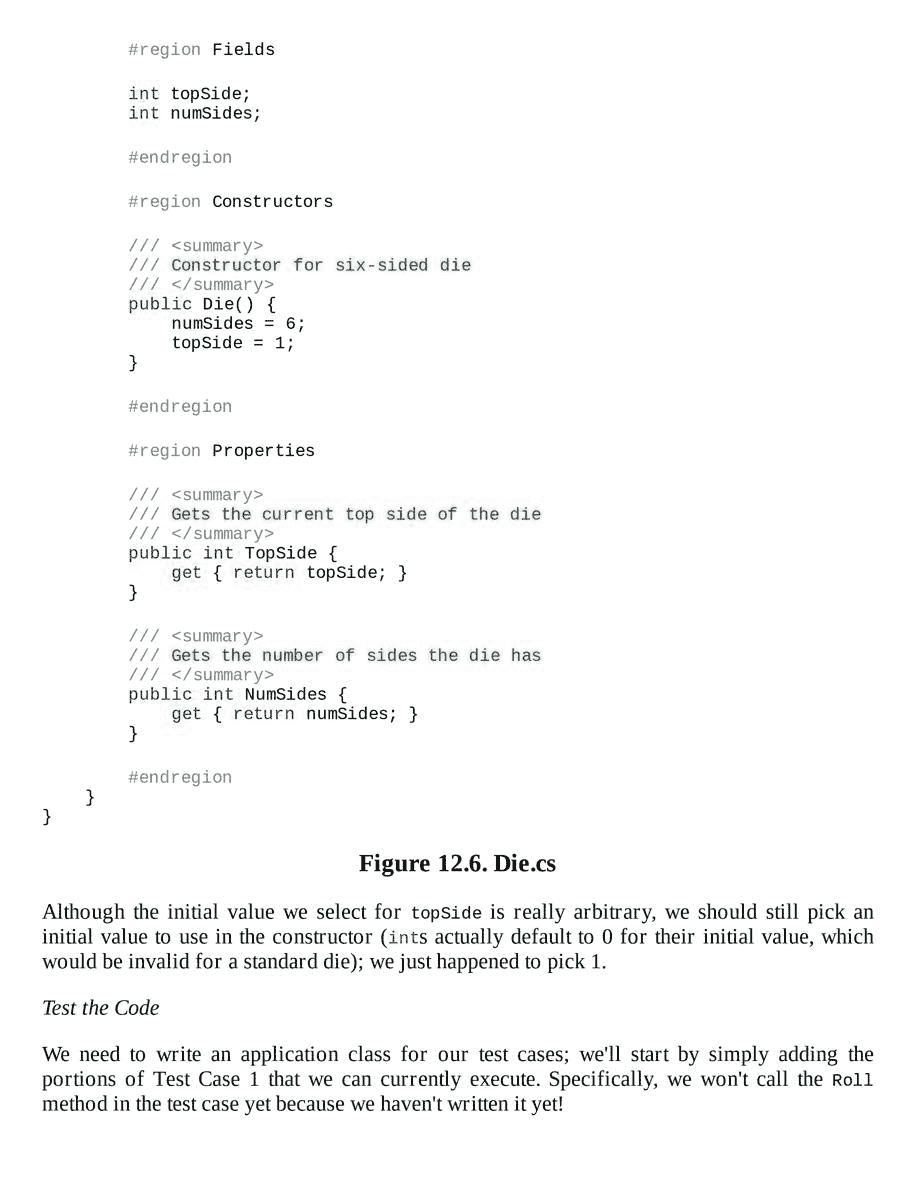 #region Fields
int topSide;
int numSides;
#endregion
#region Constructors
/// <summary>
/// Constructor for six-sided die
/// </summary>
public Die() {
numSides = 6;
topSide = 1;
}
#endregion
#region Properties
/// <summary>
/// Gets the current top side of the die
/// </summary>
public int TopSide {
get { return topSide; }
}
/// <summary>
/// Gets the number of sides the die has
/// </summary>
public int NumSides {
get { return numSides; }
}
#endregion
}
}
Figure 12.6. Die.cs
Although the initial value we select for topSide is really arbitrary, we should still pick an
initial value to use in the constructor (ints actually default to 0 for their initial value, which
would be invalid for a standard die); we just happened to pick 1.
Test the Code
We need to write an application class for our test cases; we'll start by simply adding the
portions of Test Case 1 that we can currently execute. Specifically, we won't call the Roll
method in the test case yet because we haven't written it yet!